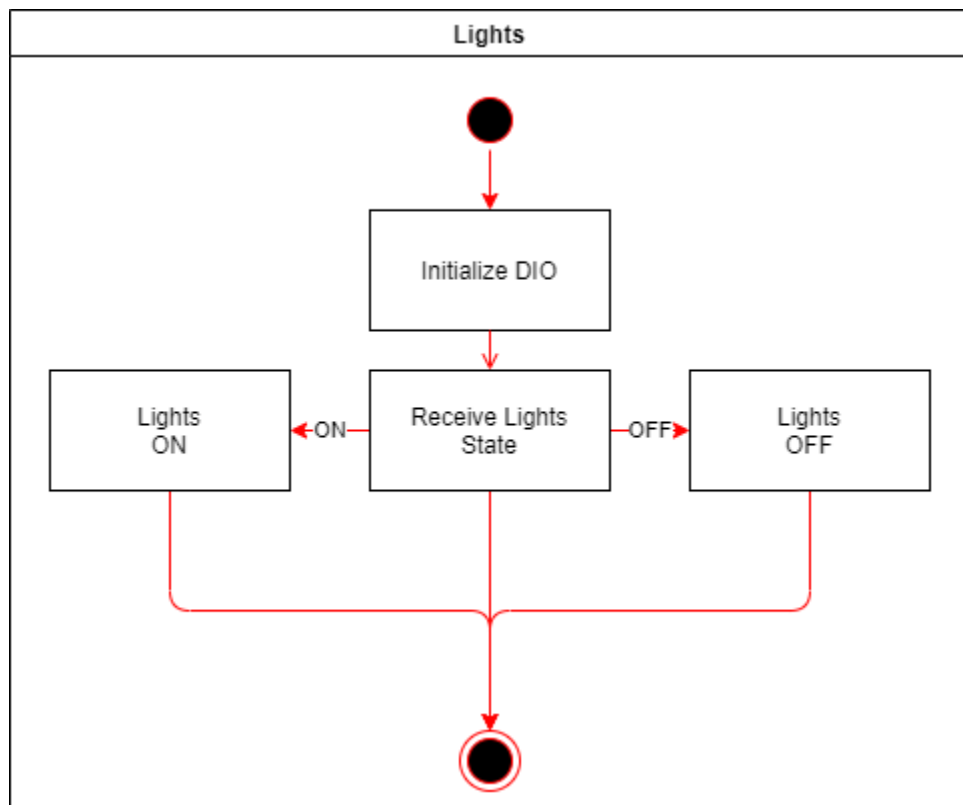 Lights
Initialize DIO
Lights
ON
ON
Receive Lights
State
OFF
Lights
OFF